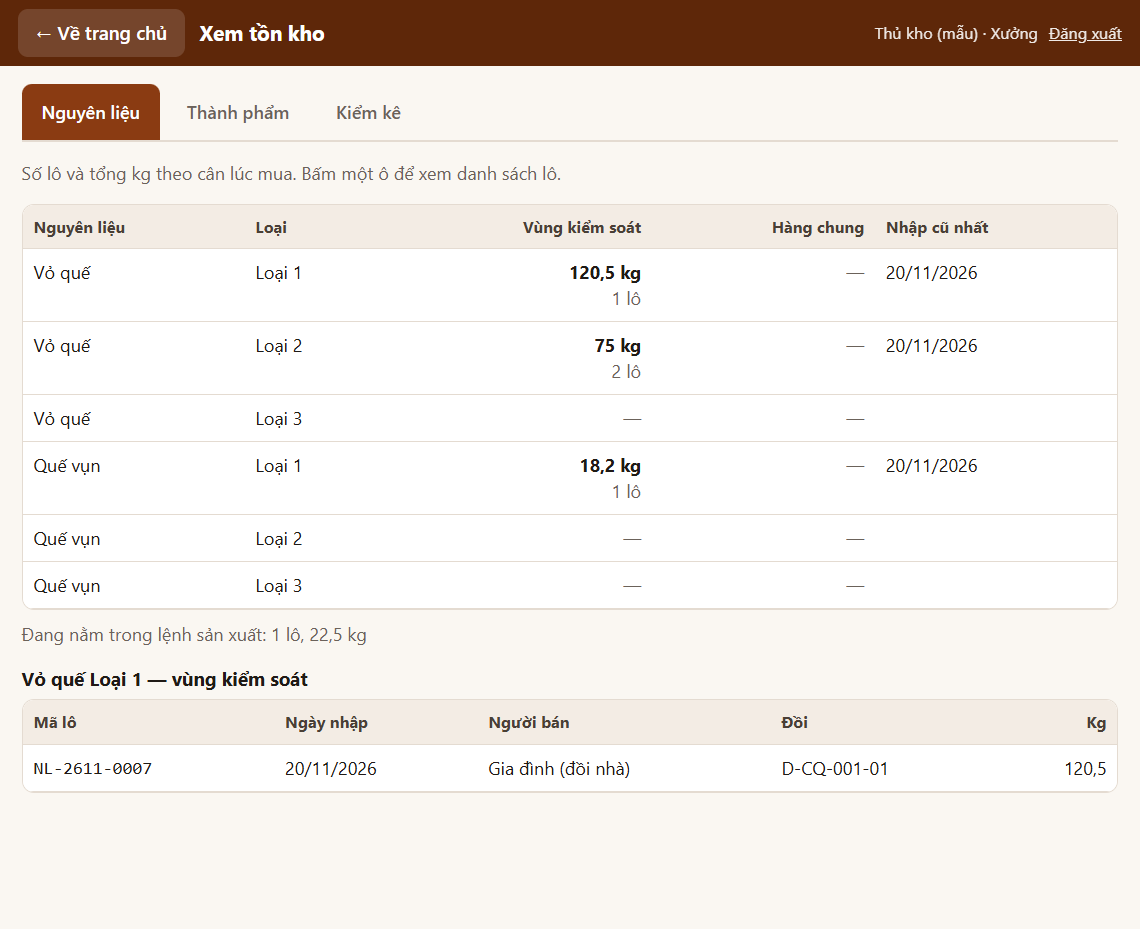 ← Về trang chủ Xem tồn kho Thủ kho (mẫu) · Xưởng Đăng xuất
Nguyên liệu Thành phẩm Kiểm kê
Số lô và tổng kg theo cân lúc mua. Bấm một ô để xem danh sách lô.
Nguyên liệu Loại Vùng kiểm soát Hàng chung Nhập cũ nhất
Vỏ quế Loại 1 120,5 kg — 20/11/2026
1 lô
Vỏ quế Loại 2 75 kg — 20/11/2026
2 lô
Vỏ quế Loại 3 — —
Quế vụn Loại 1 18,2 kg — 20/11/2026
1 lô
Quế vụn Loại 2 — —
Quế vụn Loại 3 — —
Đang nằm trong lệnh sản xuất: 1 lô, 22,5 kg
Vỏ quế Loại 1 — vùng kiểm soát
Mã lô Ngày nhập Người bán Đồi Kg
NL-2611-0007 20/11/2026 Gia đình (đồi nhà) D-CQ-001-01 120,5